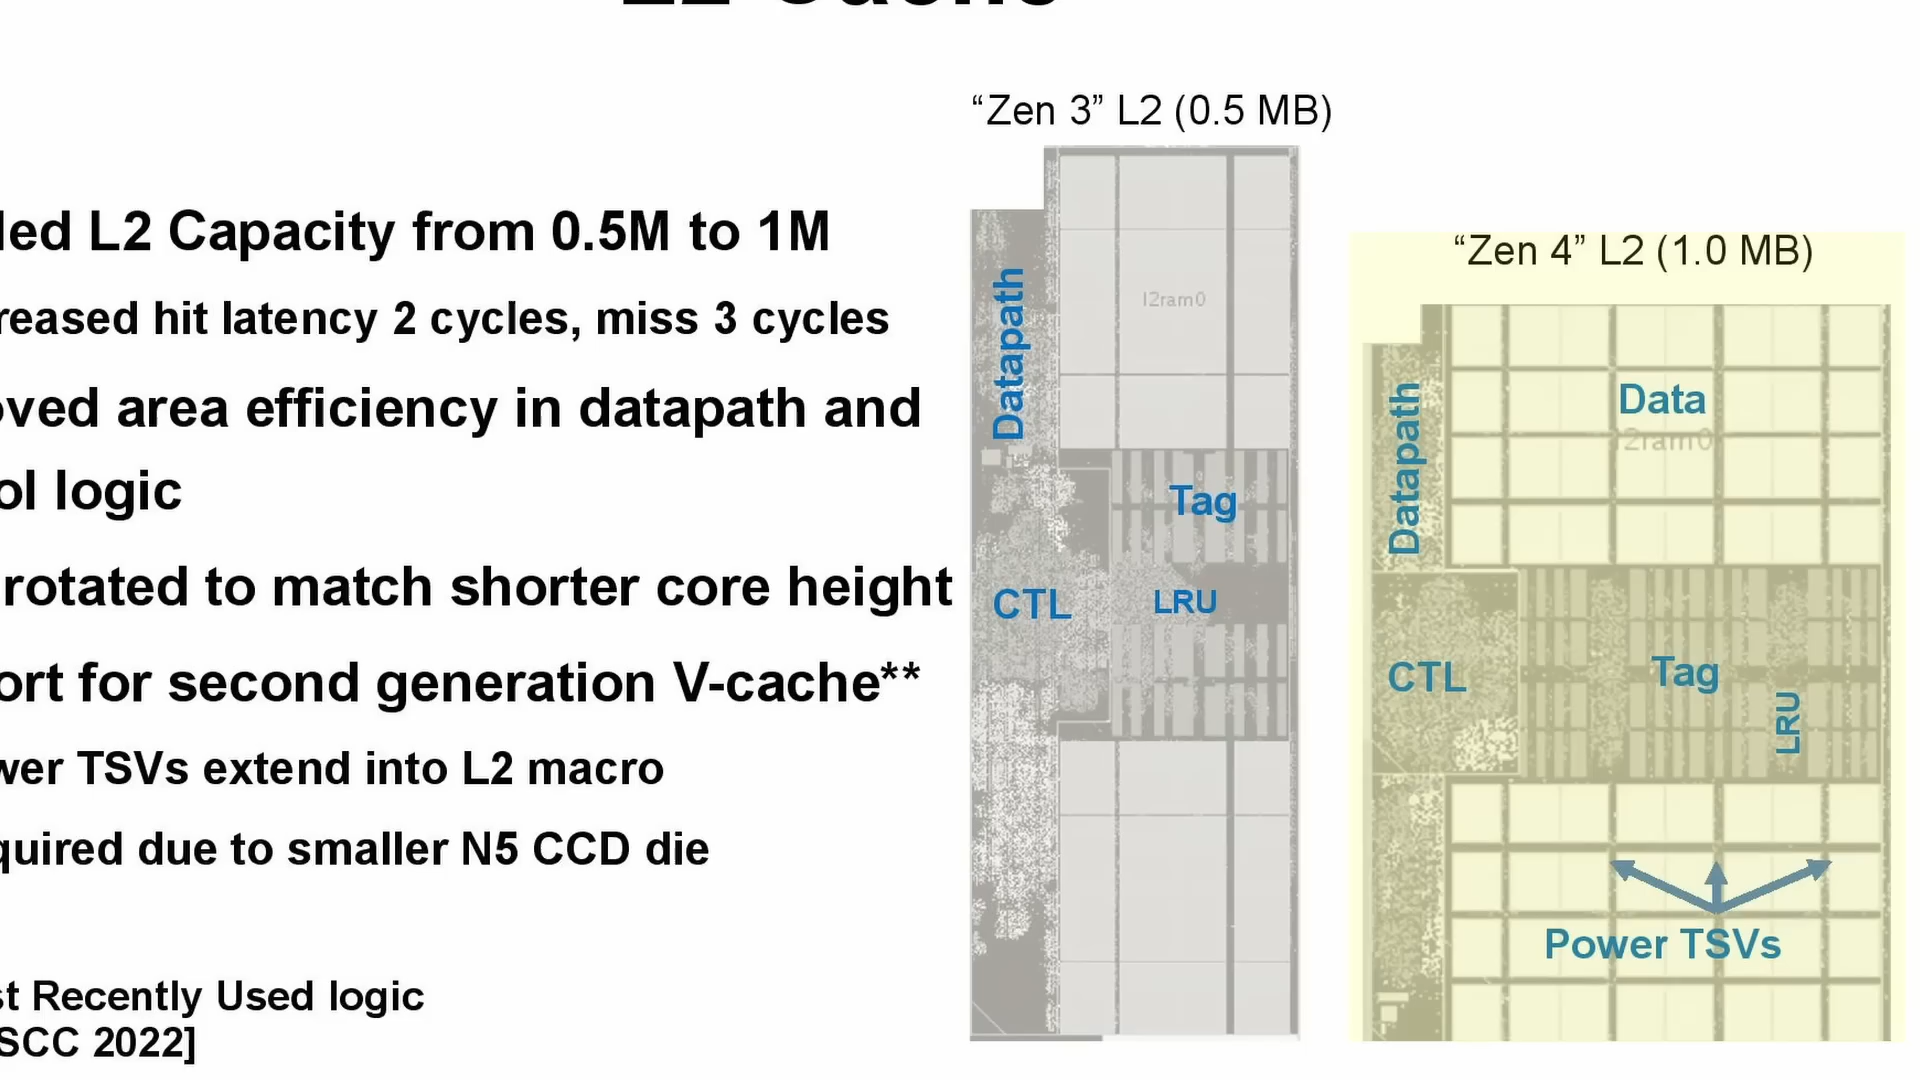 L2 Cache
led L2 Capacity from 0.5M to 1M
reased hit latency 2 cycles, miss 3 cycles
oved area efficiency in datapath and
ol logic
rotated to match shorter core height
ort for second generation V-cache**
wer TSVs extend into L2 macro
quired due to smaller N5 CCD die
st Recently Used logic
SCC 2022]
“Zen 3” L2 (0.5 MB)
l2ram0
Datapath
Tag
CTL
LRU
“Zen 4” L2 (1.0 MB)
Data
l2ram0
Datapath
CTL
Tag
LRU
Power TSVs